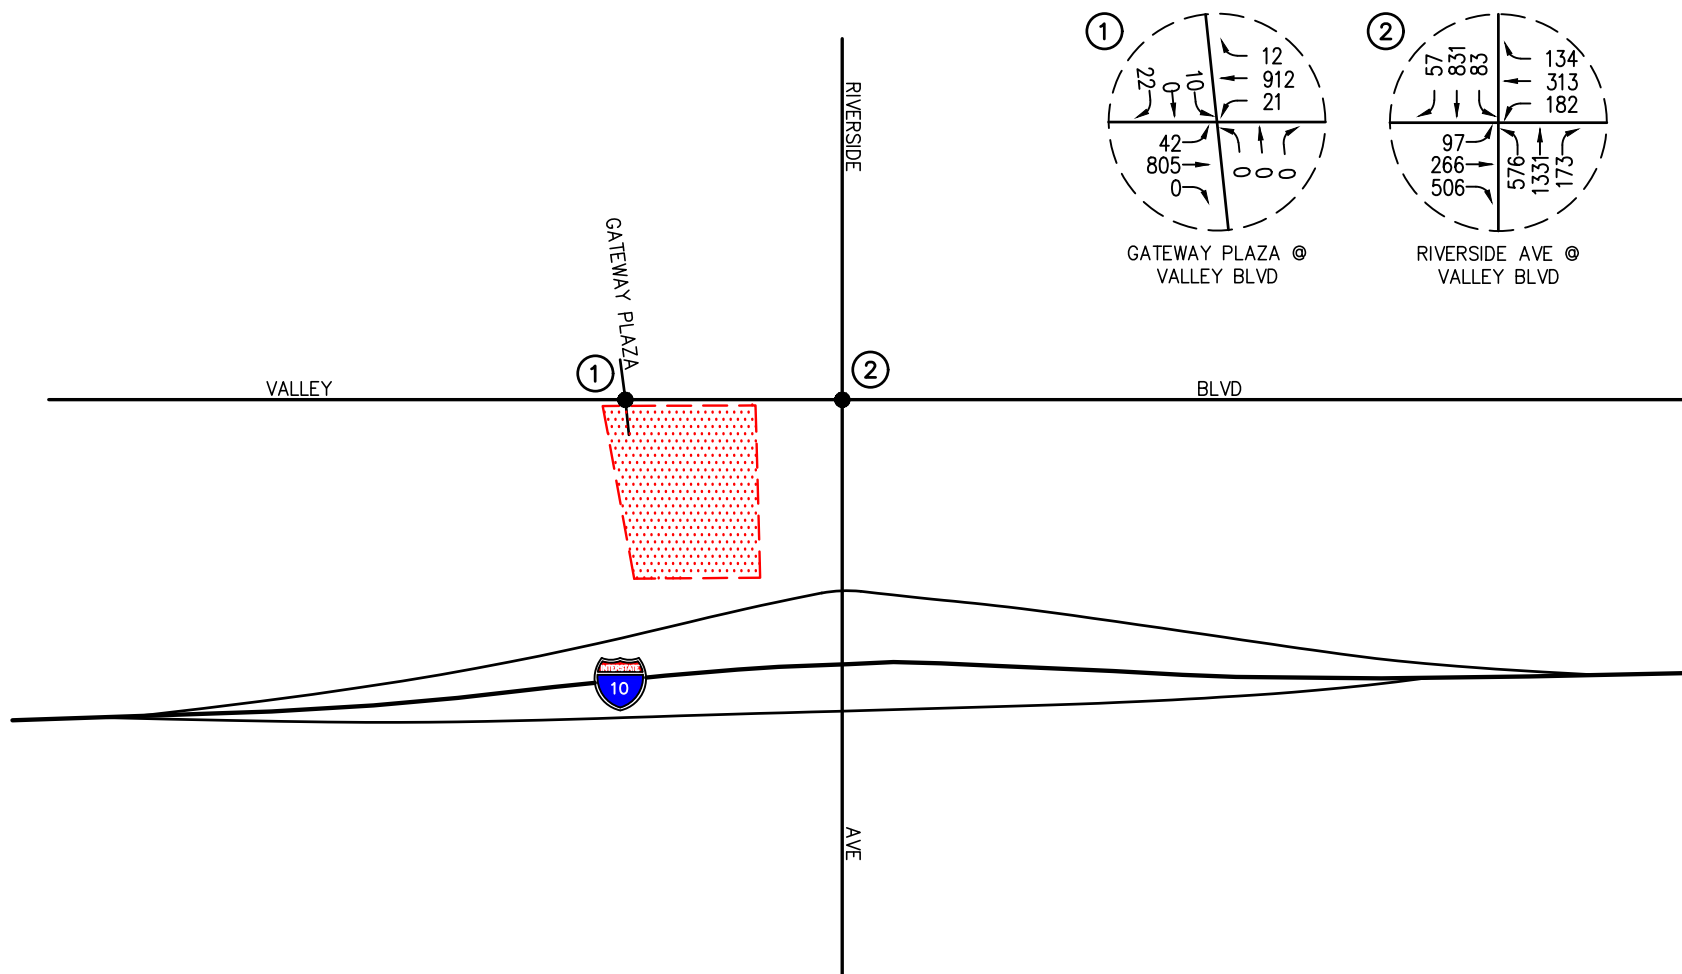 1
12
912
21
22
0
10
42
805
0
0
0
0
GATEWAY PLAZA @
VALLEY BLVD
2
134
313
182
57
831
83
97
266
506
576
1331
173
RIVERSIDE AVE @
VALLEY BLVD
RIVERSIDE
GATEWAY PLAZA
1
2
VALLEY
BLVD
INTERSTATE
10
AVE